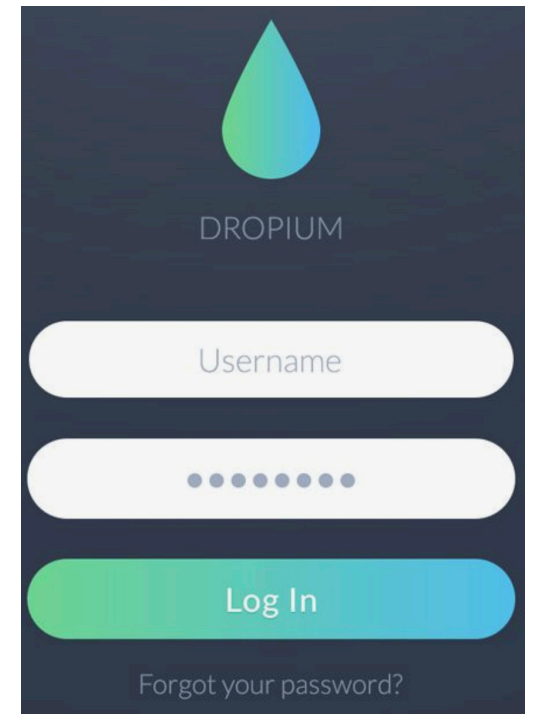 DROPIUM
Username
●●●●●●●●
Log In
Forgot your password?